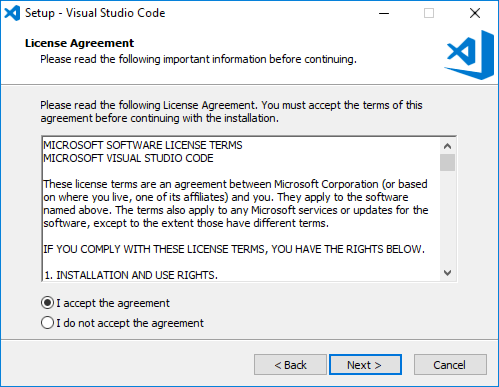 Setup - Visual Studio Code
License Agreement
Please read the following important information before continuing.
Please read the following License Agreement. You must accept the terms of this
agreement before continuing with the installation.
MICROSOFT SOFTWARE LICENSE TERMS
MICROSOFT VISUAL STUDIO CODE
These license terms are an agreement between Microsoft Corporation (or based
on where you live, one of its affiliates) and you. They apply to the software
named above. The terms also apply to any Microsoft services or updates for the
software, except to the extent those have different terms.
IF YOU COMPLY WITH THESE LICENSE TERMS, YOU HAVE THE RIGHTS BELOW.
1. INSTALLATION AND USE RIGHTS.
I accept the agreement
I do not accept the agreement
< Back
Next >
Cancel